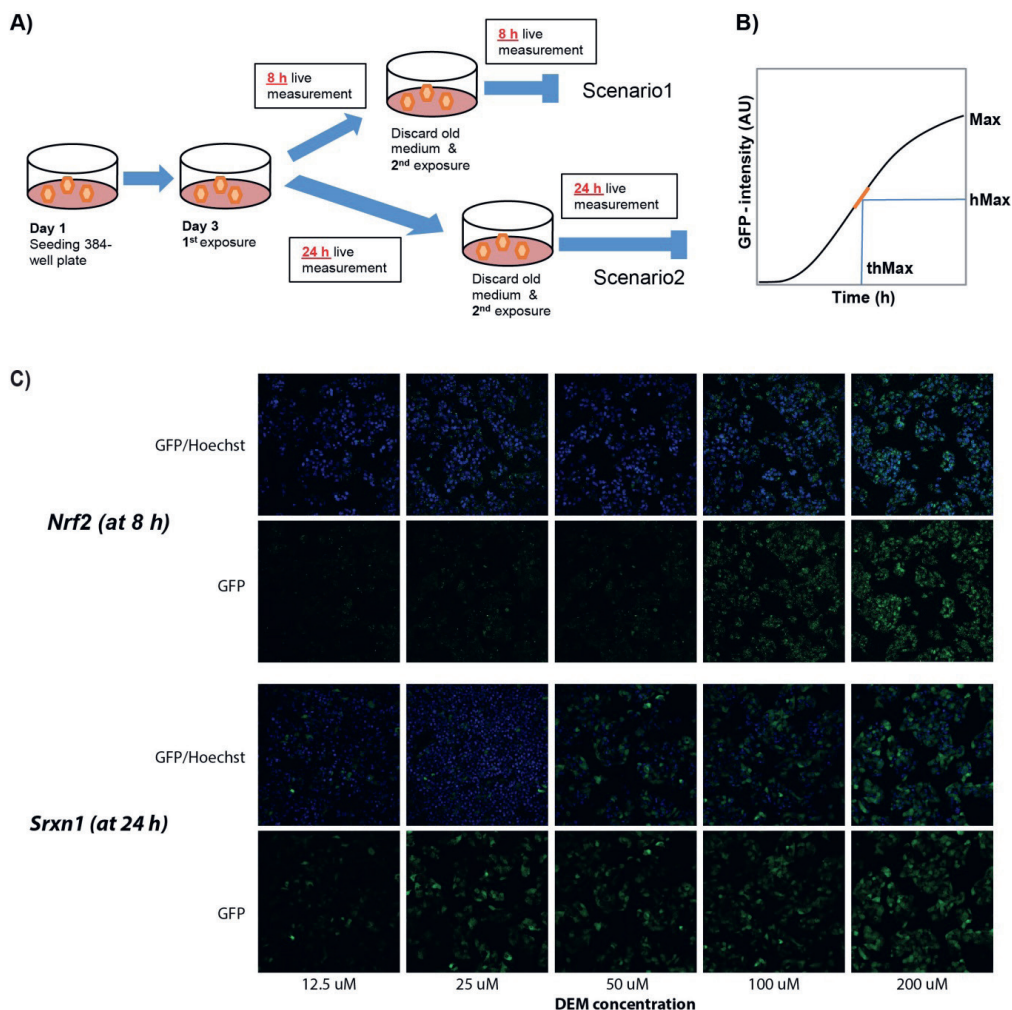 A)
8 h live
measurement
8 h live
measurement
Scenario1
Discard old
medium &
2nd exposure
Day 1
Seeding 384-
well plate
Day 3
1st exposure
24 h live
measurement
24 h live
measurement
Scenario2
Discard old
medium &
2nd exposure
B)
GFP - intensity (AU)
Max
hMax
thMax
Time (h)
C)
GFP/Hoechst
Nrf2 (at 8 h)
GFP
GFP/Hoechst
Srxn1 (at 24 h)
GFP
12.5 uM
25 uM
50 uM
100 uM
200 uM
DEM concentration